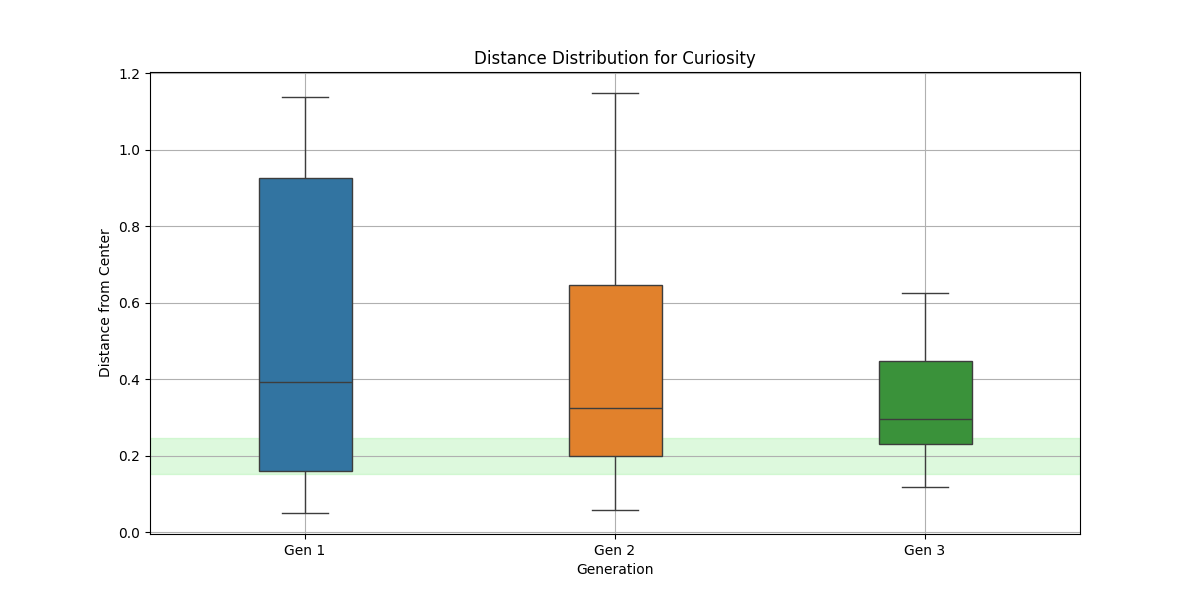 Distance Distribution for Curiosity
Distance from Center
1.2
1.0
0.8
0.6
0.4
0.2
0.0
Gen 1 Gen 2 Gen 3
Generation